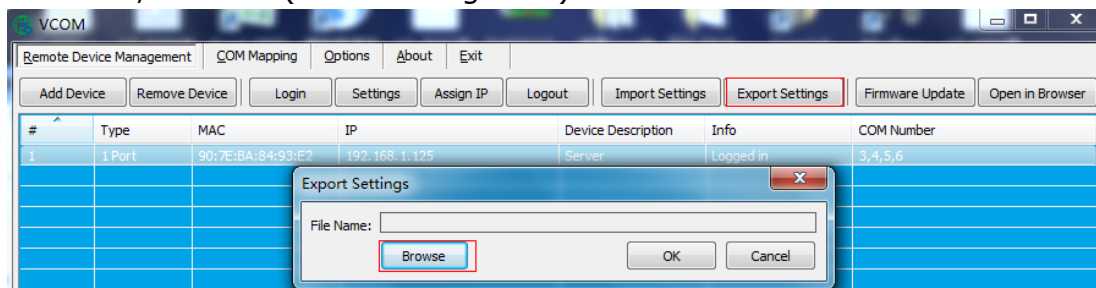 VCOM
Remote Device Management COM Mapping Options About Exit
Add Device Remove Device Login Settings Assign IP Logout Import Settings Export Settings Firmware Update Open in Browser
# Type MAC IP Device Description Info COM Number
1 1 Port 90:7E:BA:84:93:E2 192.168.1.125 Server Logged in 3,4,5,6
Export Settings
File Name:
Browse OK Cancel